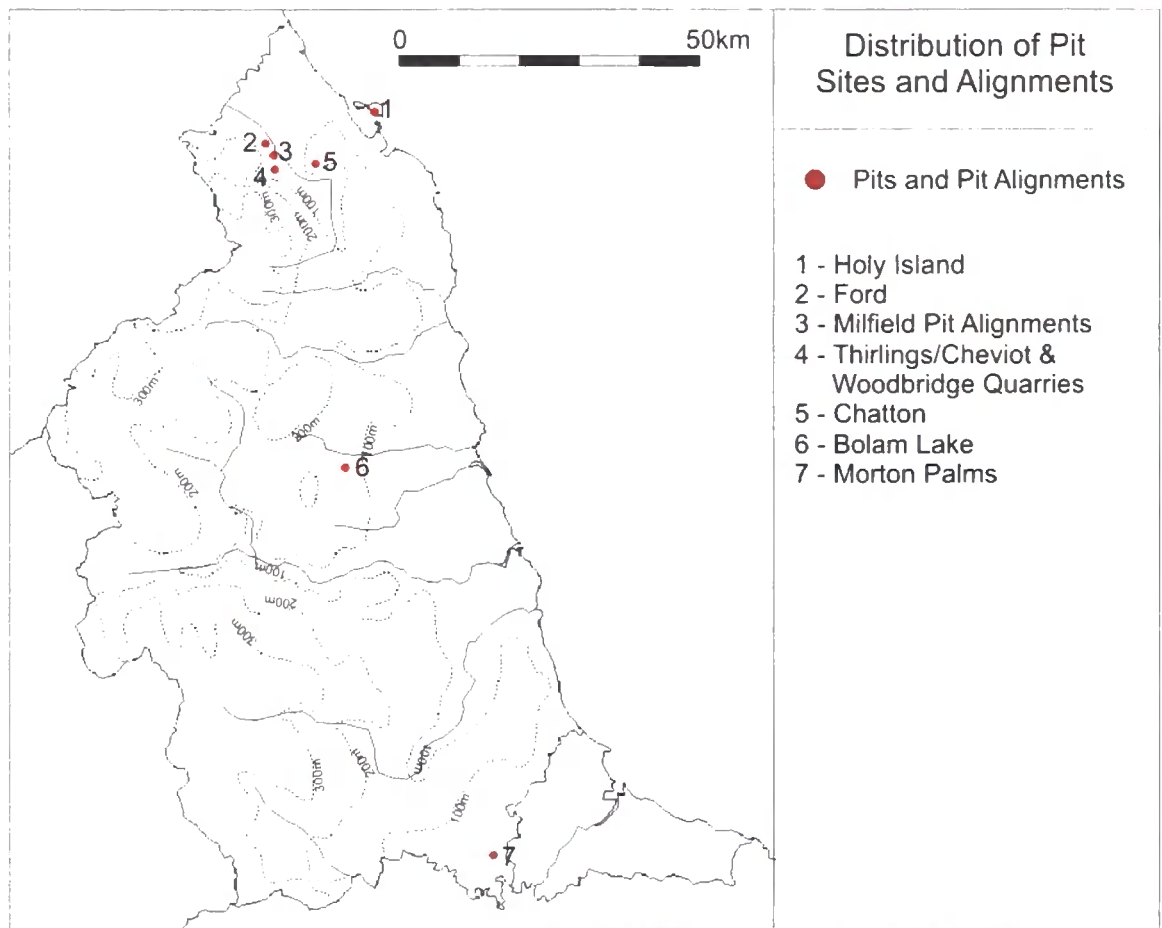 0 50km
Distribution of Pit
Sites and Alignments
Pits and Pit Alignments
1 - Holy Island
2 - Ford
3 - Milfield Pit Alignments
4 - Thirlings/Cheviot &
Woodbridge Quarries
5 - Chatton
6 - Bolam Lake
7 - Morton Palms
1
2
3
5
4
300m
200m
100m
300m
200m
100m
200m
6
100m
200m
300m
300m
200m
100m
100m
7